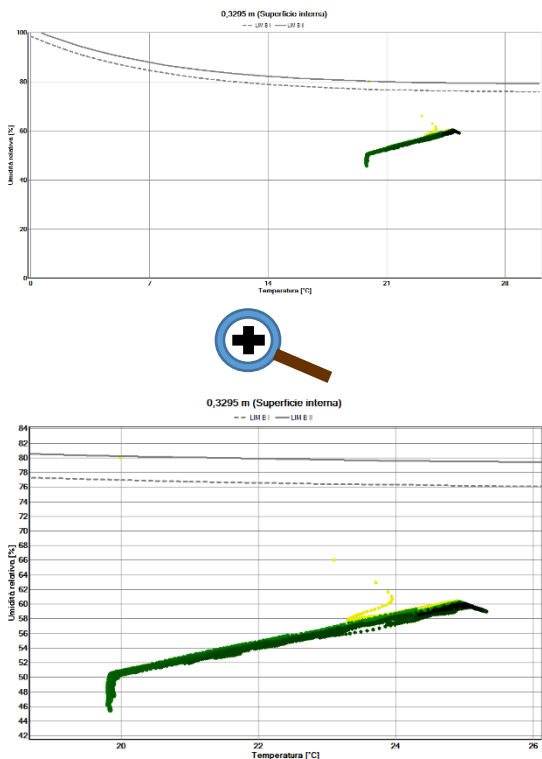 0,3295 m (Superficie interna)
LIM B I LIM B II
100
80
60
40
20
0
Umidità relativa [%]
0 7 14 21 28
Temperatura [°C]
0,3295 m (Superficie interna)
LIM B I LIM B II
84
82
80
78
76
74
72
70
68
66
64
62
60
58
56
54
52
50
48
46
44
42
Umidità relativa [%]
20 22 24 26
Temperatura [°C]